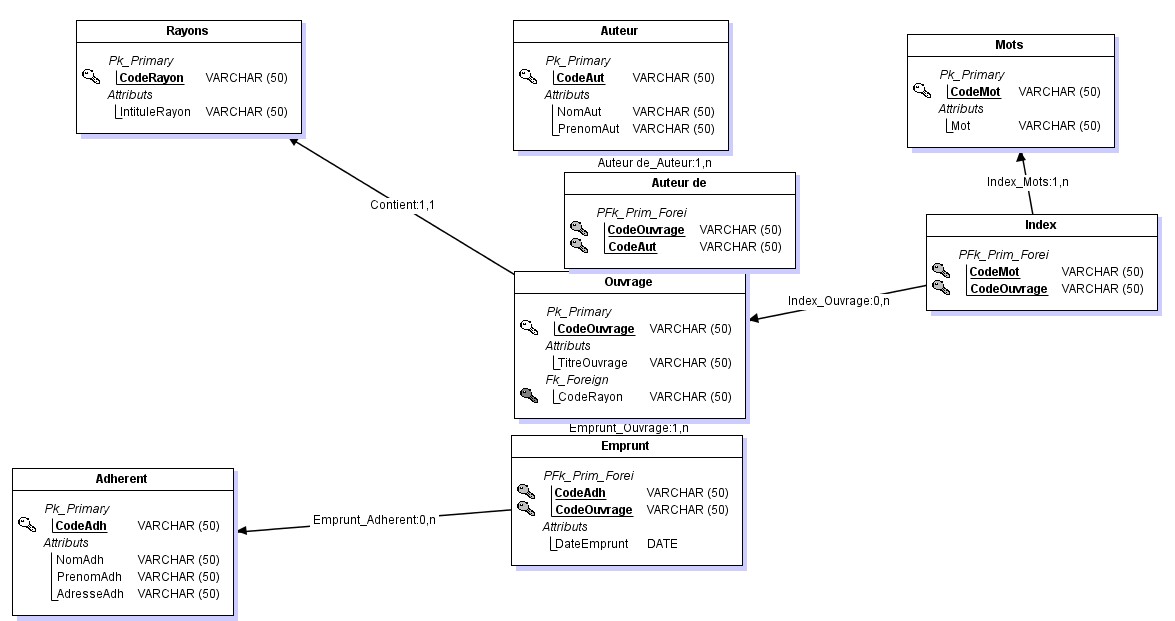 Rayons
Pk_Primary
CodeRayon VARCHAR (50)
Attributs
IntituleRayon VARCHAR (50)
Auteur
Pk_Primary
CodeAut VARCHAR (50)
Attributs
NomAut VARCHAR (50)
PrenomAut VARCHAR (50)
Mots
Pk_Primary
CodeMot VARCHAR (50)
Attributs
Mot VARCHAR (50)
Auteur de_Auteur:1,n
Index_Mots:1,n
Contient:1,1
Auteur de
PFk_Prim_Forei
CodeOuvrage VARCHAR (50)
CodeAut VARCHAR (50)
Index
PFk_Prim_Forei
CodeMot VARCHAR (50)
CodeOuvrage VARCHAR (50)
Index_Ouvrage:0,n
Ouvrage
Pk_Primary
CodeOuvrage VARCHAR (50)
Attributs
TitreOuvrage VARCHAR (50)
Fk_Foreign
CodeRayon VARCHAR (50)
Emprunt_Ouvrage:1,n
Emprunt
PFk_Prim_Forei
CodeAdh VARCHAR (50)
CodeOuvrage VARCHAR (50)
Attributs
DateEmprunt DATE
Emprunt_Adherent:0,n
Adherent
Pk_Primary
CodeAdh VARCHAR (50)
Attributs
NomAdh VARCHAR (50)
PrenomAdh VARCHAR (50)
AdresseAdh VARCHAR (50)